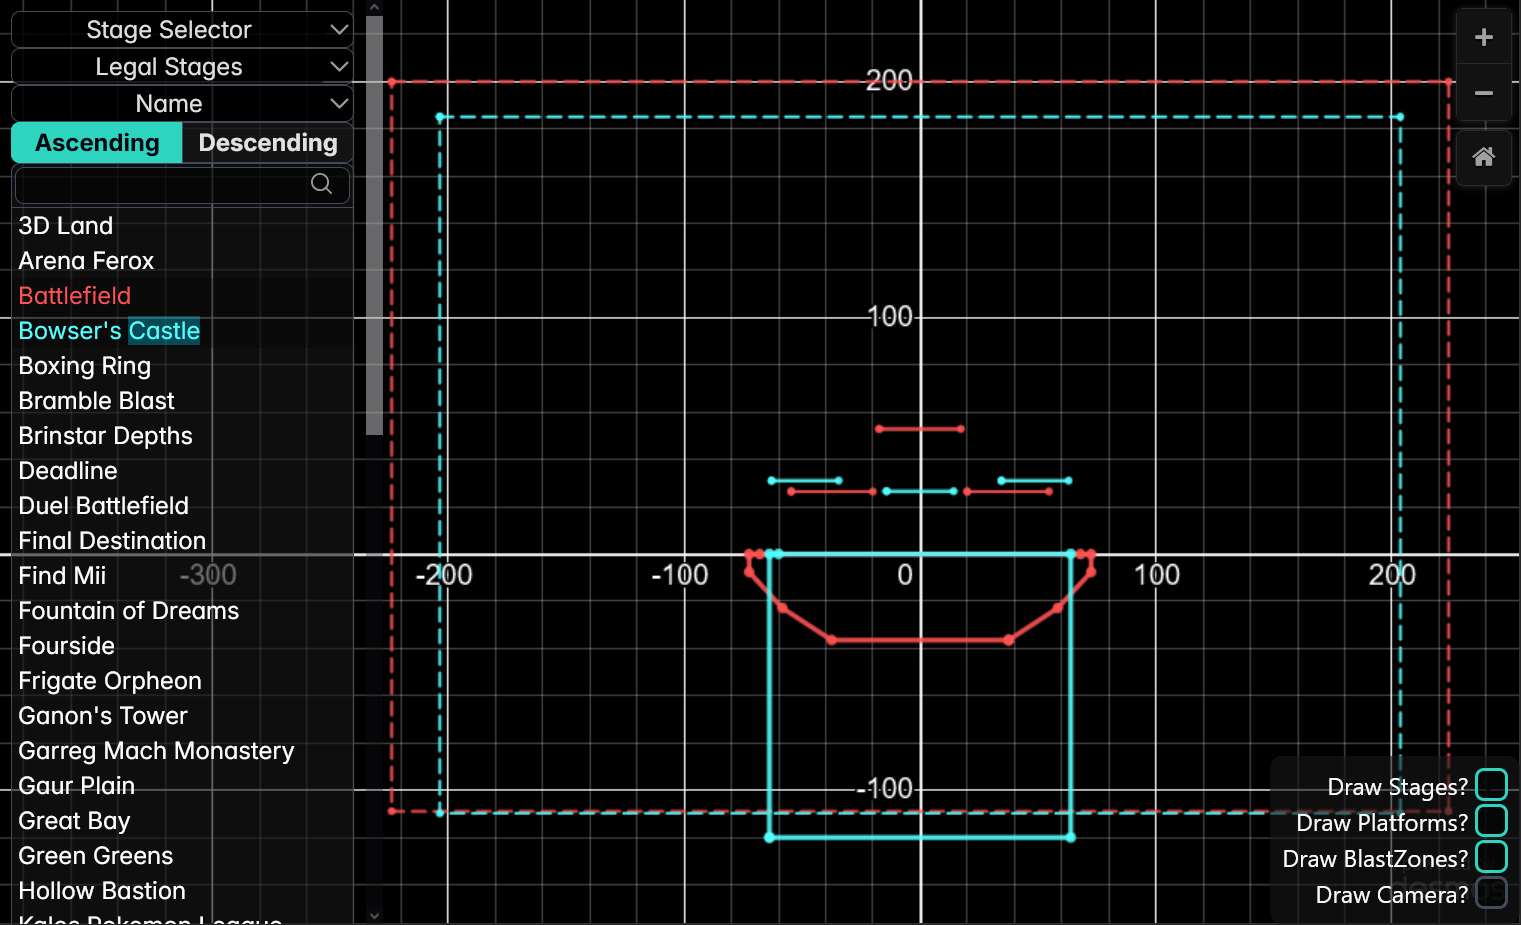 Stage Selector
Legal Stages
Name
Ascending Descending
3D Land
Arena Ferox
Battlefield
Bowser's Castle
Boxing Ring
Bramble Blast
Brinstar Depths
Deadline
Duel Battlefield
Final Destination
Find Mii
Fountain of Dreams
Fourside
Frigate Orpheon
Ganon's Tower
Garreg Mach Monastery
Gaur Plain
Great Bay
Green Greens
Hollow Bastion
Kalos Pokemon League
200
100
-300 -200 -100 0 100 200
-100
+
−
Draw Stages?
Draw Platforms?
Draw BlastZones?
Draw Camera?